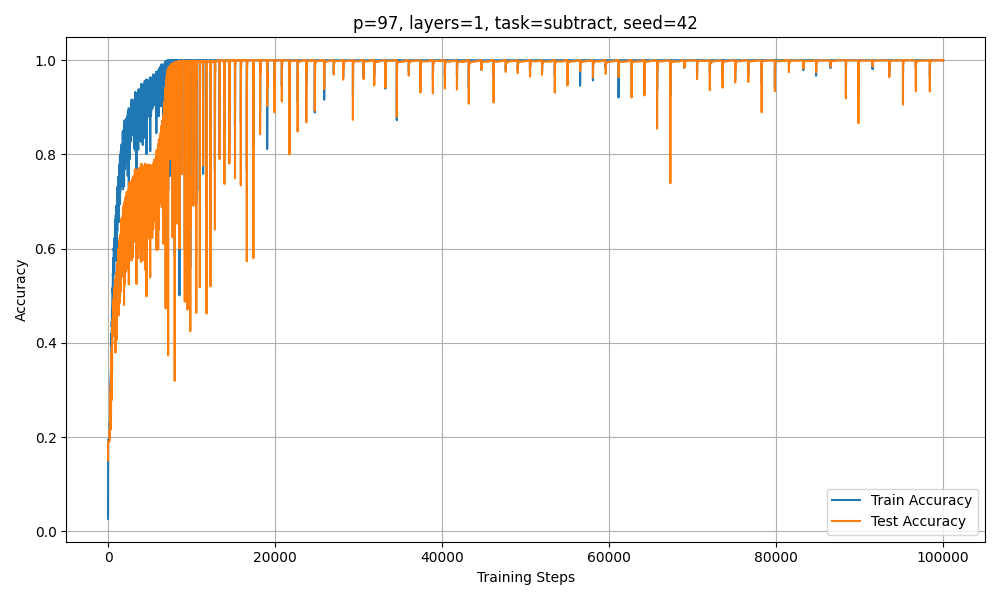 p=97, layers=1, task=subtract, seed=42
Accuracy
1.0
0.8
0.6
0.4
0.2
0.0
0
20000
40000
60000
80000
100000
Training Steps
Train Accuracy
Test Accuracy